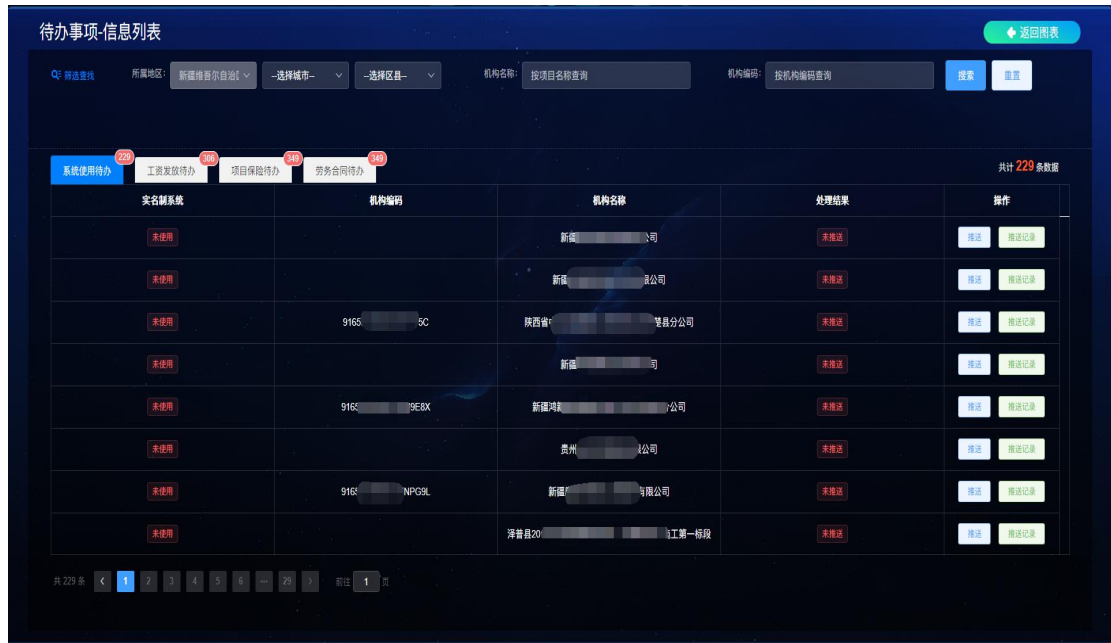 待办事项-信息列表
返回图表
筛选查找 所属地区: 新疆维吾尔自治区 --选择城市-- --选择区县-- 机构名称: 按项目名称查询 机构编码: 按机构编码查询 搜索 重置
系统使用待办 229 工资发放待办 306 项目保险待办 349 劳务合同待办 349 共计 229 条数据
实名制系统 机构编码 机构名称 处理结果 操作
未使用 新疆 公司 未推送 推送 推送记录
未使用 新疆 限公司 未推送 推送 推送记录
未使用 9165 5C 陕西省 楚县分公司 未推送 推送 推送记录
未使用 新疆 司 未推送 推送 推送记录
未使用 9165 9E8X 新疆鸿 公司 未推送 推送 推送记录
未使用 贵州 公司 未推送 推送 推送记录
未使用 916 NPG9L 新疆 有限公司 未推送 推送 推送记录
未使用 泽普县20 工第一标段 未推送 推送 推送记录
共 229 条 < 1 2 3 4 5 6 ··· 29 > 前往 1 页